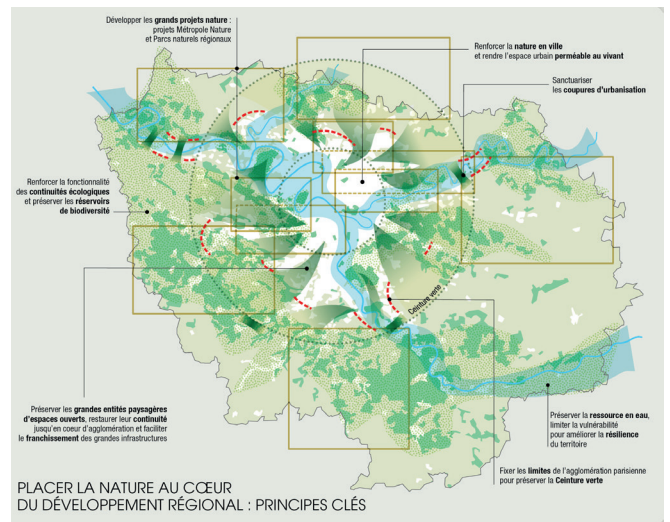 Développer les grands projets nature :
projets Métropole Nature
et Parcs naturels régionaux
Renforcer la nature en ville
et rendre l'espace urbain perméable au vivant
Sanctuariser
les coupures d'urbanisation
Renforcer la fonctionnalité
des continuités écologiques
et préserver les réservoirs
de biodiversité
Ceinture verte
Préserver les grandes entités paysagères
d'espaces ouverts, restaurer leur continuité
jusqu'en coeur d'agglomération et faciliter
le franchissement des grandes infrastructures
Préserver la ressource en eau,
limiter la vulnérabilité
pour améliorer la résilience
du territoire
Fixer les limites de l'agglomération parisienne
pour préserver la Ceinture verte
PLACER LA NATURE AU CŒUR
DU DÉVELOPPEMENT RÉGIONAL : PRINCIPES CLÉS